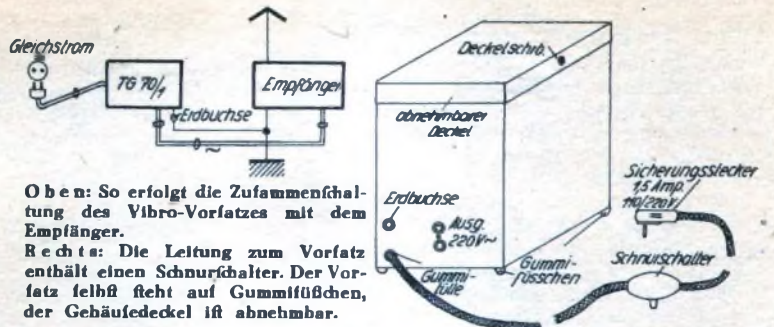 Gleichstrom
TG 70/1
Erdbuchse
Empfänger
Oben: So erfolgt die Zusammenschal-
tung des Vibro-Vorsatzes mit dem
Empfänger.
Rechts: Die Leitung zum Vorsatz
enthält einen Schnurschalter. Der Vor-
satz selbst steht auf Gummifüßchen,
der Gehäusedeckel ist abnehmbar.
Deckelschrb.
abnehmbarer
Deckel
Erdbuchse
Ausg.
220V~
Gummi-
tülle
Gummi-
füsschen
Sicherungsstecker
1,5 Amp.
110/220V
Schnurschalter